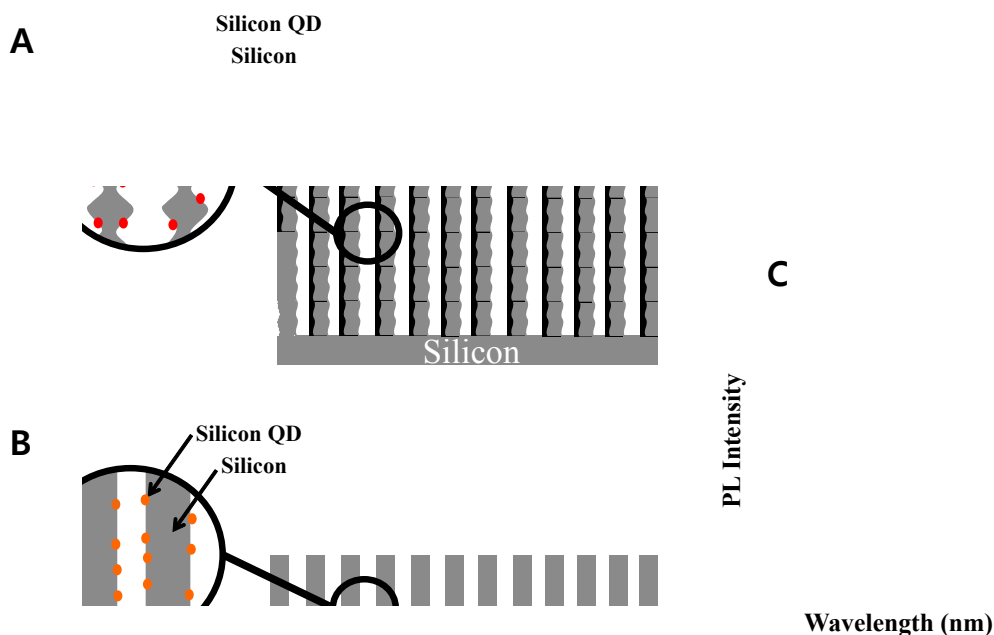 A
Silicon QD
Silicon
Silicon
C
PL Intensity
B
Silicon QD
Silicon
Wavelength (nm)